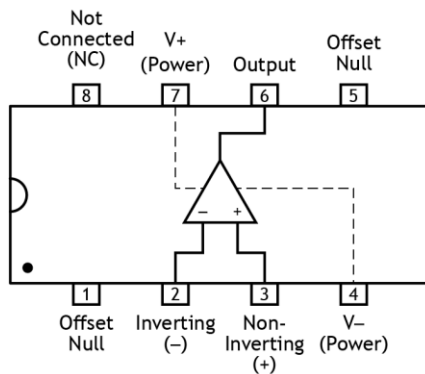 Not
Connected
(NC)
V+
(Power)
Output
Offset
Null
8
7
6
5
–
+
1
2
3
4
Offset
Null
Inverting
(–)
Non-
Inverting
(+)
V–
(Power)